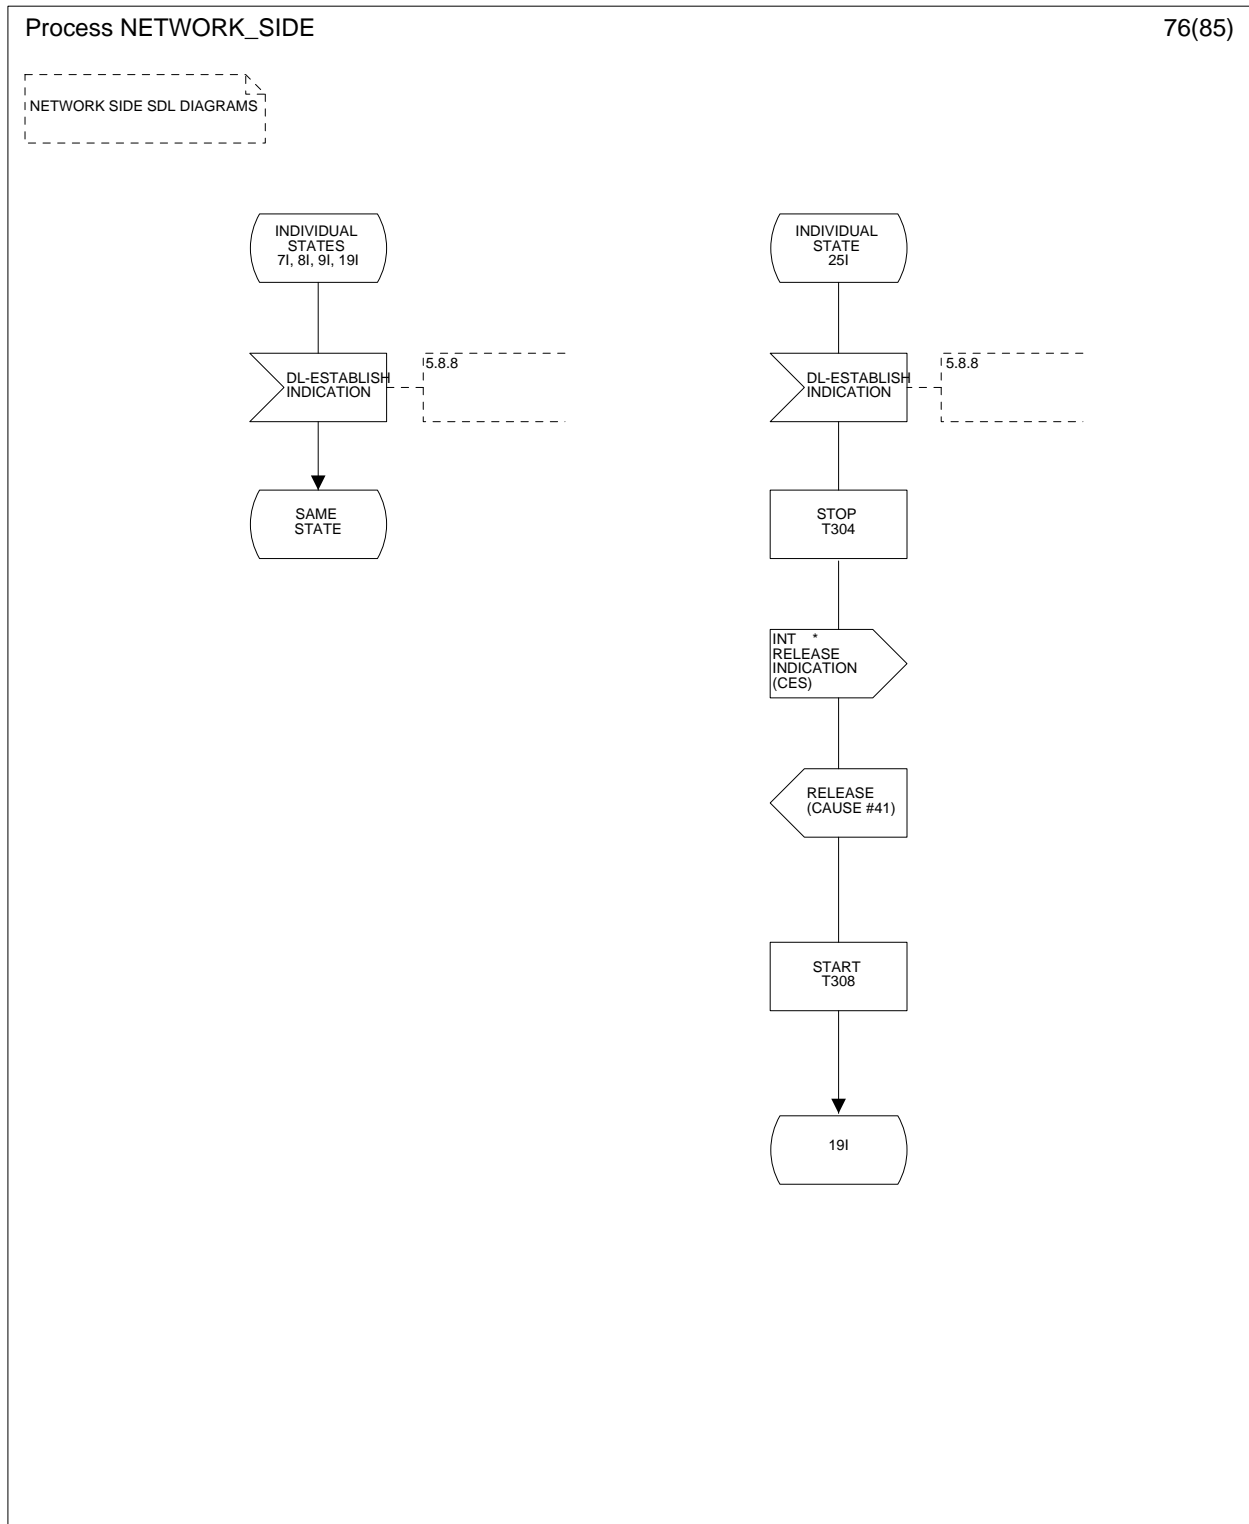 Process NETWORK_SIDE
76(85)
NETWORK SIDE SDL DIAGRAMS
INDIVIDUAL
STATES
7I, 8I, 9I, 19I
DL-ESTABLISH
INDICATION
5.8.8
SAME
STATE
INDIVIDUAL
STATE
25I
DL-ESTABLISH
INDICATION
5.8.8
STOP
T304
INT *
RELEASE
INDICATION
(CES)
RELEASE
(CAUSE #41)
START
T308
19I